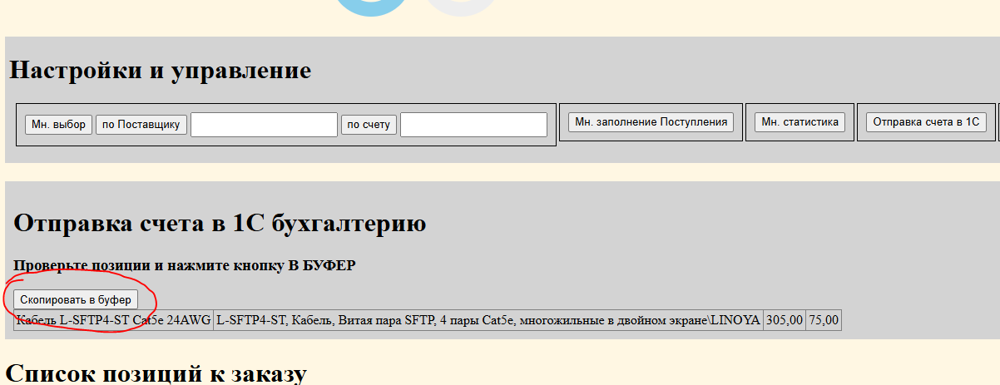 Настройки и управление
Мн. выбор по Поставщику по счету Мн. заполнение Поступления Мн. статистика Отправка счета в 1С
Отправка счета в 1С бухгалтерию
Проверьте позиции и нажмите кнопку В БУФЕР
Скопировать в буфер
Кабель L-SFTP4-ST Cat5e 24AWG L-SFTP4-ST, Кабель, Витая пара SFTP, 4 пары Cat5e, многожильные в двойном экране\LINOYA 305,00 75,00
Список позиций к заказу